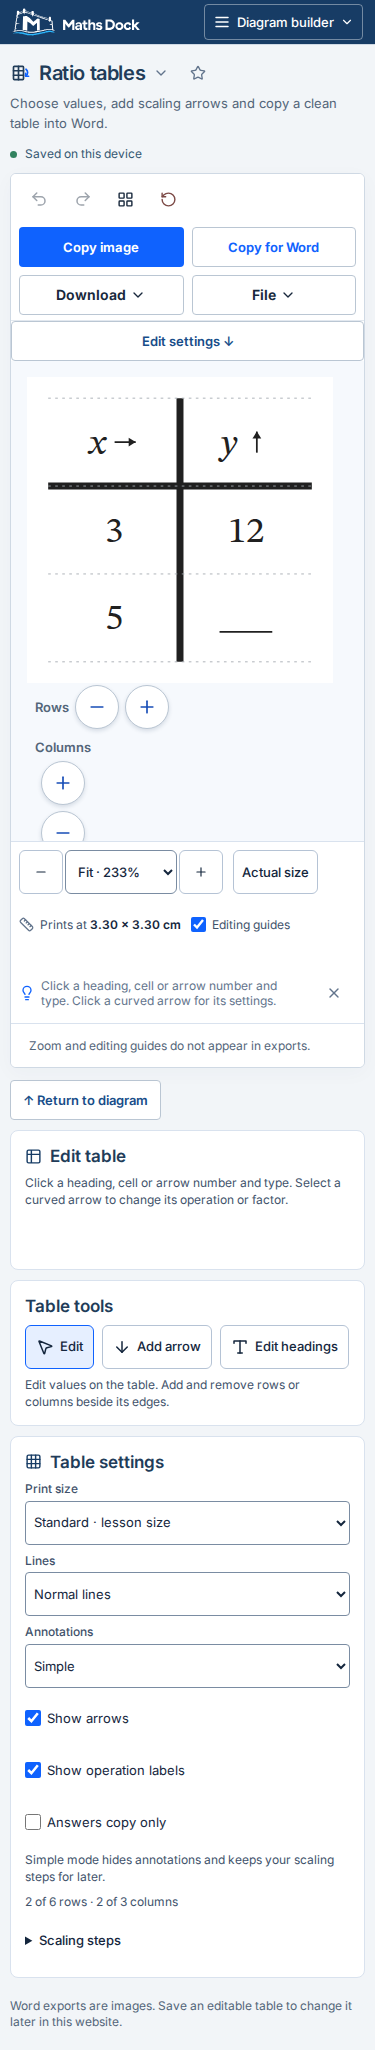 Maths Dock
Diagram builder
Ratio tables
Choose values, add scaling arrows and copy a clean
table into Word.
Saved on this device
Copy image
Copy for Word
Download
File
Edit settings ↓
x → y ↑
3 12
5 ___
Rows − +
Columns
+
−
− Fit · 233% + Actual size
Prints at 3.30 × 3.30 cm Editing guides
Click a heading, cell or arrow number and
type. Click a curved arrow for its settings.
Zoom and editing guides do not appear in exports.
↑ Return to diagram
Edit table
Click a heading, cell or arrow number and type. Select a
curved arrow to change its operation or factor.
Table tools
Edit
Add arrow
Edit headings
Edit values on the table. Add and remove rows or
columns beside its edges.
Table settings
Print size
Standard · lesson size
Lines
Normal lines
Annotations
Simple
Show arrows
Show operation labels
Answers copy only
Simple mode hides annotations and keeps your scaling
steps for later.
2 of 6 rows · 2 of 3 columns
Scaling steps
Word exports are images. Save an editable table to change it
later in this website.